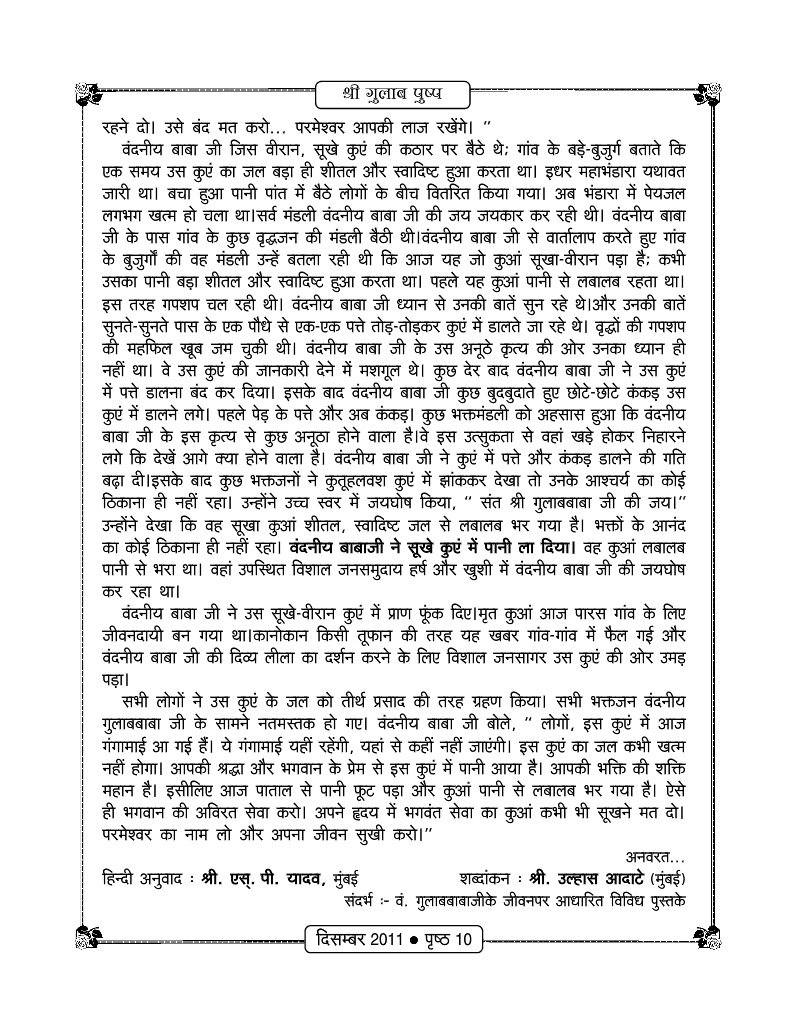 श्री गुलाब पुष्प
रहने दो। उसे बंद मत करो... परमेश्वर आपकी लाज रखेंगे। ”
वंदनीय बाबा जी जिस वीरान, सूखे कुएं की कठार पर बैठे थे; गांव के बड़े-बुजुर्ग बताते कि
एक समय उस कुएं का जल बड़ा ही शीतल और स्वादिष्ट हुआ करता था। इधर महाभंडारा यथावत
जारी था। बचा हुआ पानी पांत में बैठे लोगों के बीच वितरित किया गया। अब भंडारा में पेयजल
लगभग खत्म हो चला था।सर्व मंडली वंदनीय बाबा जी की जय जयकार कर रही थी। वंदनीय बाबा
जी के पास गांव के कुछ वृद्धजन की मंडली बैठी थी।वंदनीय बाबा जी से वार्तालाप करते हुए गांव
के बुजुर्गों की वह मंडली उन्हें बतला रही थी कि आज यह जो कुआं सूखा-वीरान पड़ा है; कभी
उसका पानी बड़ा शीतल और स्वादिष्ट हुआ करता था। पहले यह कुआं पानी से लबालब रहता था।
इस तरह गपशप चल रही थी। वंदनीय बाबा जी ध्यान से उनकी बातें सुन रहे थे।और उनकी बातें
सुनते-सुनते पास के एक पौधे से एक-एक पत्ते तोड़-तोड़कर कुएं में डालते जा रहे थे। वृद्धों की गपशप
की महफिल खूब जम चुकी थी। वंदनीय बाबा जी के उस अनूठे कृत्य की ओर उनका ध्यान ही
नहीं था। वे उस कुएं की जानकारी देने में मशगूल थे। कुछ देर बाद वंदनीय बाबा जी ने उस कुएं
में पत्ते डालना बंद कर दिया। इसके बाद वंदनीय बाबा जी कुछ बुदबुदाते हुए छोटे-छोटे कंकड़ उस
कुएं में डालने लगे। पहले पेड़ के पत्ते और अब कंकड़। कुछ भक्तमंडली को अहसास हुआ कि वंदनीय
बाबा जी के इस कृत्य से कुछ अनूठा होने वाला है।वे इस उत्सुकता से वहां खड़े होकर निहारने
लगे कि देखें आगे क्या होने वाला है। वंदनीय बाबा जी ने कुएं में पत्ते और कंकड़ डालने की गति
बढ़ा दी।इसके बाद कुछ भक्तजनों ने कुतूहलवश कुएं में झांककर देखा तो उनके आश्चर्य का कोई
ठिकाना ही नहीं रहा। उन्होंने उच्च स्वर में जयघोष किया, “ संत श्री गुलाबबाबा जी की जय।”
उन्होंने देखा कि वह सूखा कुआं शीतल, स्वादिष्ट जल से लबालब भर गया है। भक्तों के आनंद
का कोई ठिकाना ही नहीं रहा। वंदनीय बाबाजी ने सूखे कुएं में पानी ला दिया। वह कुआं लबालब
पानी से भरा था। वहां उपस्थित विशाल जनसमुदाय हर्ष और खुशी में वंदनीय बाबा जी की जयघोष
कर रहा था।
वंदनीय बाबा जी ने उस सूखे-वीरान कुएं में प्राण फूंक दिए।मृत कुआं आज पारस गांव के लिए
जीवनदायी बन गया था।कानोकान किसी तूफान की तरह यह खबर गांव-गांव में फैल गई और
वंदनीय बाबा जी की दिव्य लीला का दर्शन करने के लिए विशाल जनसागर उस कुएं की ओर उमड़
पड़ा।
सभी लोगों ने उस कुएं के जल को तीर्थ प्रसाद की तरह ग्रहण किया। सभी भक्तजन वंदनीय
गुलाबबाबा जी के सामने नतमस्तक हो गए। वंदनीय बाबा जी बोले, “ लोगों, इस कुएं में आज
गंगामाई आ गई हैं। ये गंगामाई यहीं रहेंगी, यहां से कहीं नहीं जाएंगी। इस कुएं का जल कभी खत्म
नहीं होगा। आपकी श्रद्धा और भगवान के प्रेम से इस कुएं में पानी आया है। आपकी भक्ति की शक्ति
महान है। इसीलिए आज पाताल से पानी फूट पड़ा और कुआं पानी से लबालब भर गया है। ऐसे
ही भगवान की अविरत सेवा करो। अपने हृदय में भगवंत सेवा का कुआं कभी भी सूखने मत दो।
परमेश्वर का नाम लो और अपना जीवन सुखी करो।”
अनवरत...
हिन्दी अनुवाद : श्री. एस्. पी. यादव, मुंबई शब्दांकन : श्री. उल्हास आदाटे (मुंबई)
संदर्भ :- वं. गुलाबबाबाजीके जीवनपर आधारित विविध पुस्तके
दिसम्बर 2011 ● पृष्ठ 10